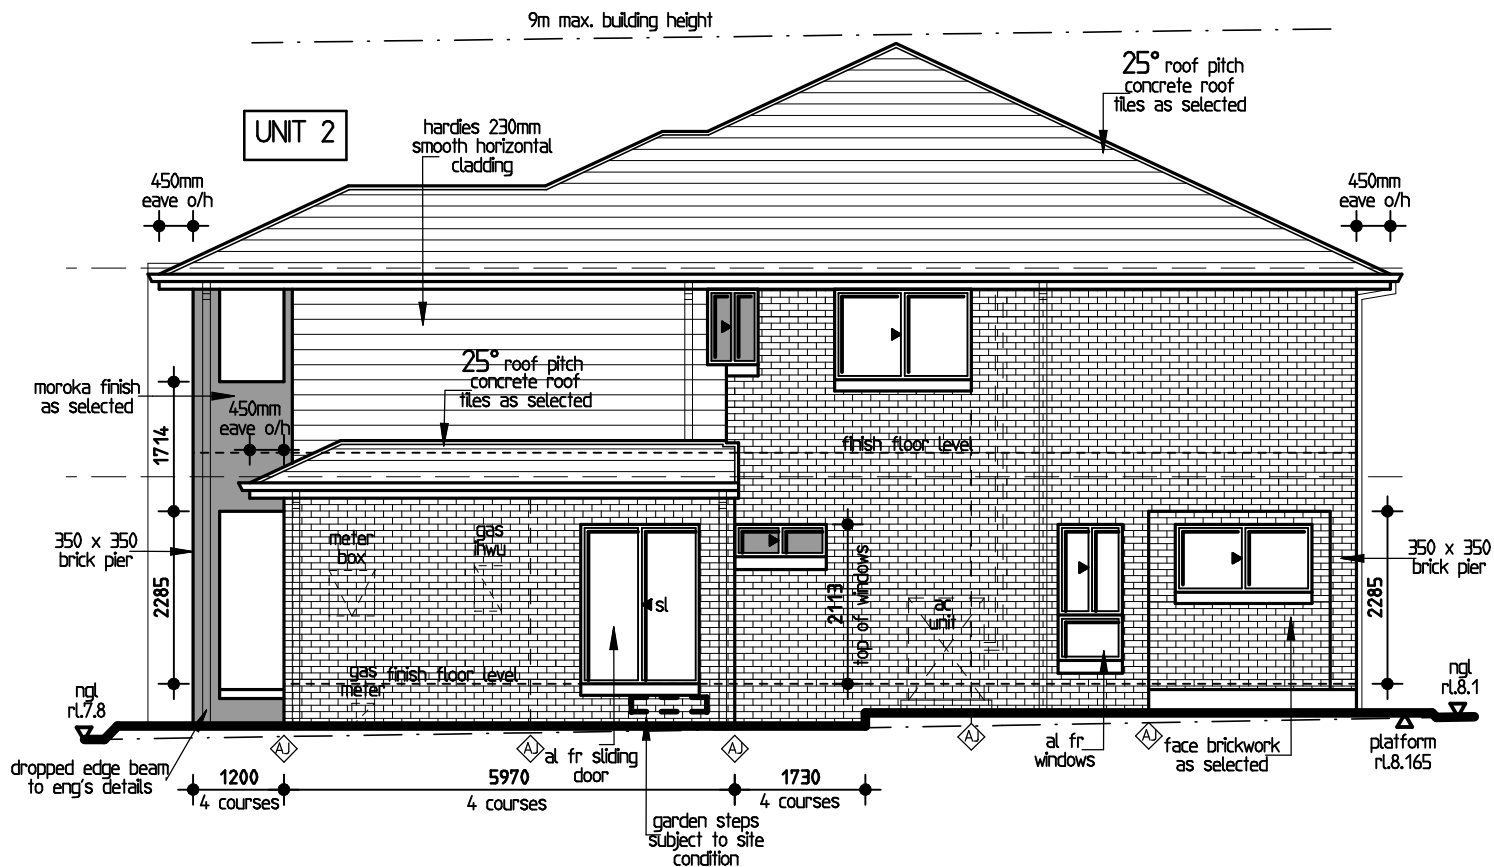 9m max. building height
25° roof pitch
concrete roof
tiles as selected
UNIT 2
hardies 230mm
smooth horizontal
cladding
450mm
eave o/h
450mm
eave o/h
25° roof pitch
concrete roof
tiles as selected
moroka finish
as selected
450mm
eave o/h
1714
finish floor level
350 x 350
brick pier
meter
box
gas
ihwu
2285
sl
2113
top of windows
ac
unit
350 x 350
brick pier
2285
gas
meter
finish floor level
ngl
rl.7.8
ngl
rl.8.1
AJ
AJ
AJ
AJ
AJ
al fr sliding
door
al fr
windows
face brickwork
as selected
platform
rl.8.165
dropped edge beam
to eng's details
1200
4 courses
5970
4 courses
1730
4 courses
garden steps
subject to site
condition